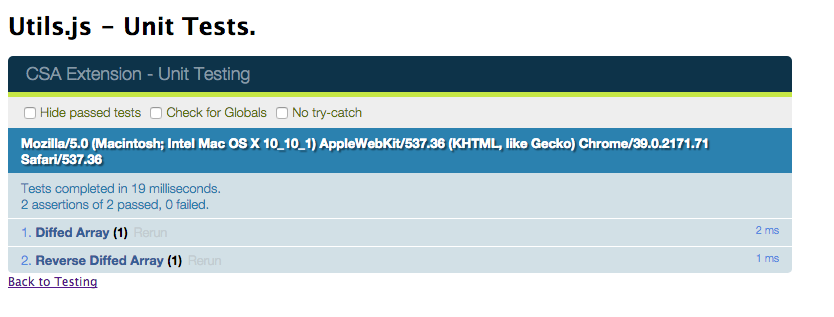 Utils.js - Unit Tests.
CSA Extension - Unit Testing
Hide passed tests Check for Globals No try-catch
Mozilla/5.0 (Macintosh; Intel Mac OS X 10_10_1) AppleWebKit/537.36 (KHTML, like Gecko) Chrome/39.0.2171.71
Safari/537.36
Tests completed in 19 milliseconds.
2 assertions of 2 passed, 0 failed.
1. Diffed Array (1) Rerun 2 ms
2. Reverse Diffed Array (1) Rerun 1 ms
Back to Testing